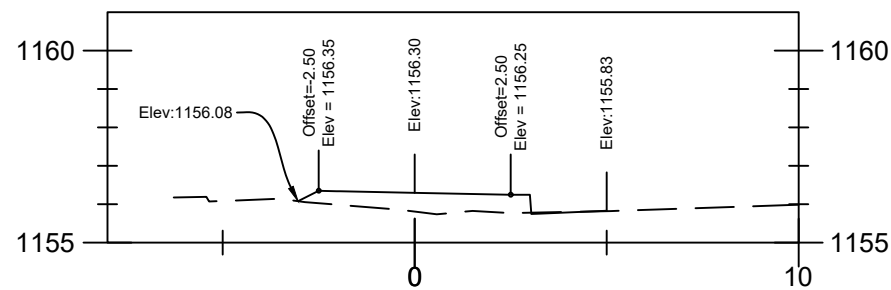 1160
1160
Offset=-2.50
Elev = 1156.35
Elev:1156.30
Offset=2.50
Elev = 1156.25
Elev:1155.83
Elev:1156.08
1155
1155
0
10